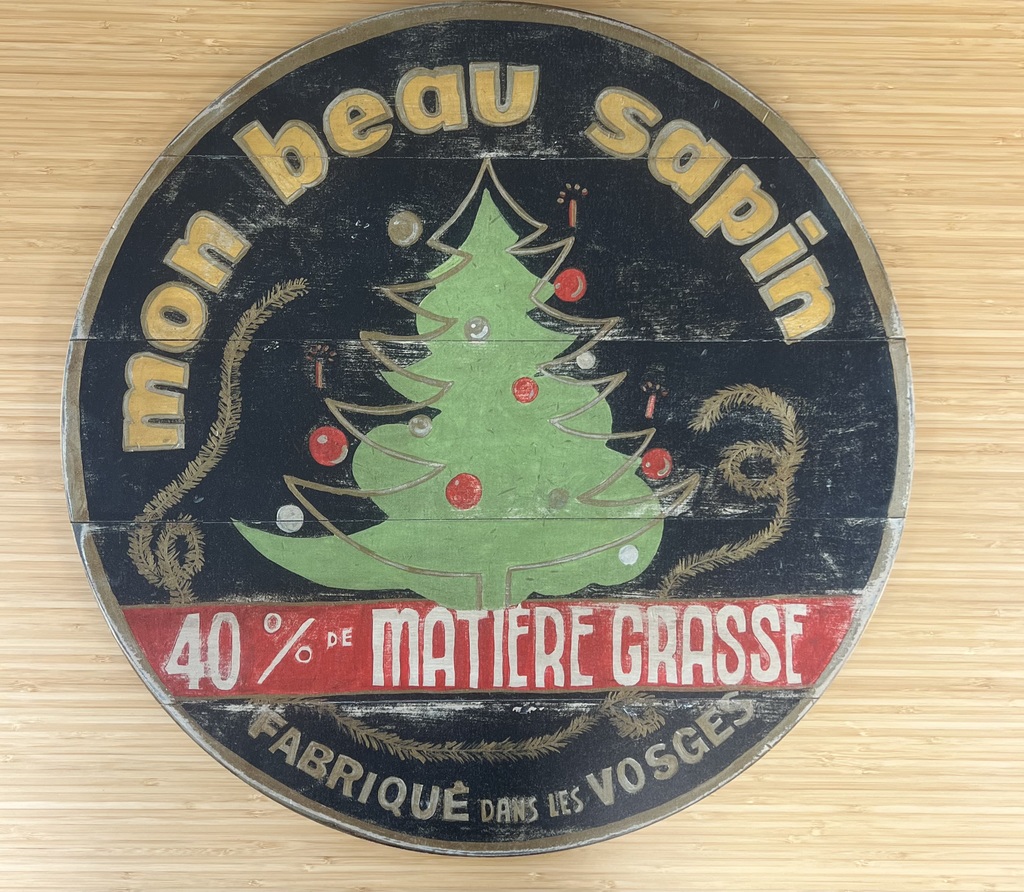 mon beau sapin
40 % DE MATIÈRE GRASSE
FABRIQUÉ DANS LES VOSGES